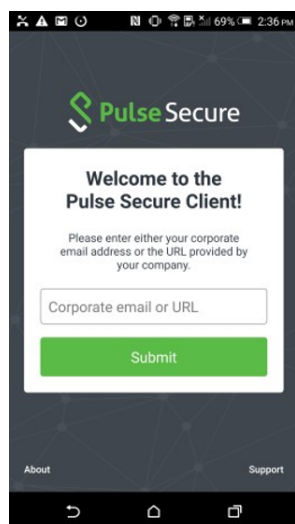 69% 2:36 PM
Pulse Secure
Welcome to the
Pulse Secure Client!
Please enter either your corporate
email address or the URL provided by
your company.
Corporate email or URL
Submit
About
Support